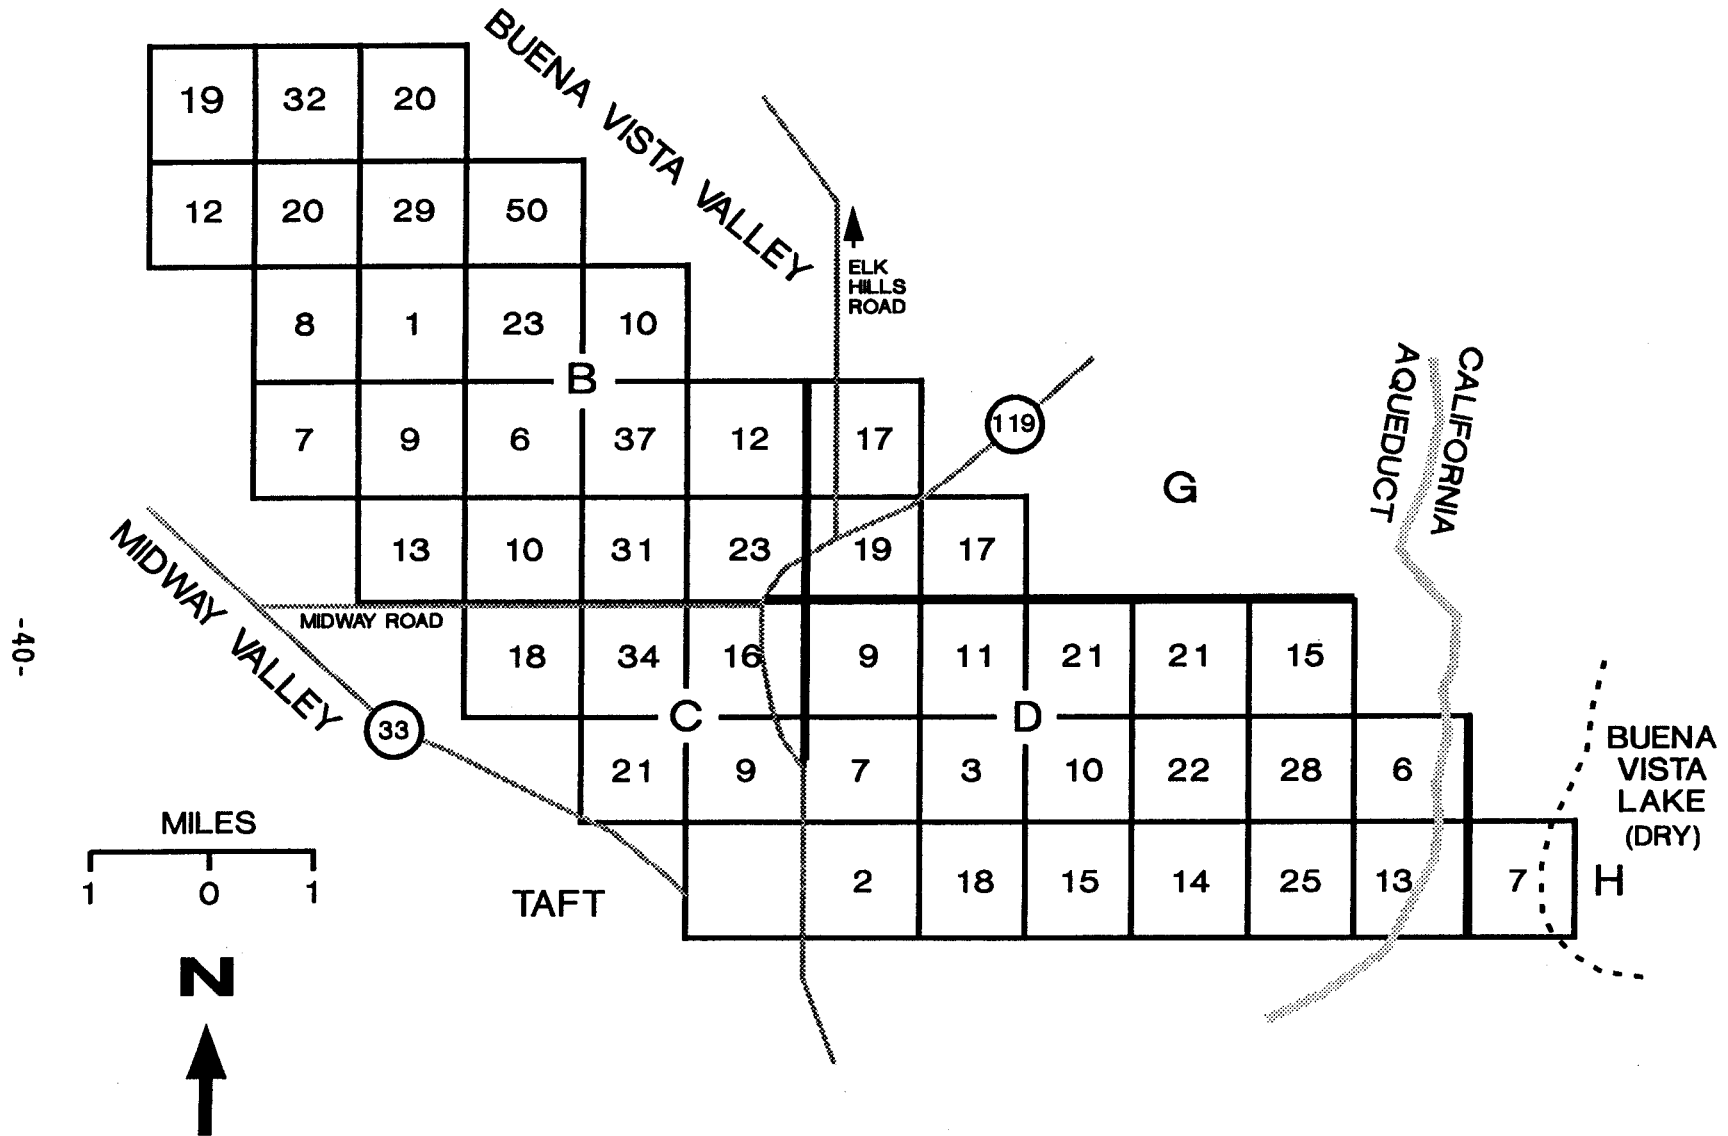 BUENA VISTA VALLEY
19 32 20
12 20 29 50
ELK
HILLS
ROAD
8 1 23 10
B
7 9 6 37 12 17
119
CALIFORNIA
AQUEDUCT
G
13 10 31 23 19 17
MIDWAY VALLEY
MIDWAY ROAD
-40-
18 34 16 9 11 21 21 15
C D
33
21 9 7 3 10 22 28 6
BUENA
VISTA
LAKE
(DRY)
MILES
1 0 1
TAFT
2 18 15 14 25 13 7 H
N